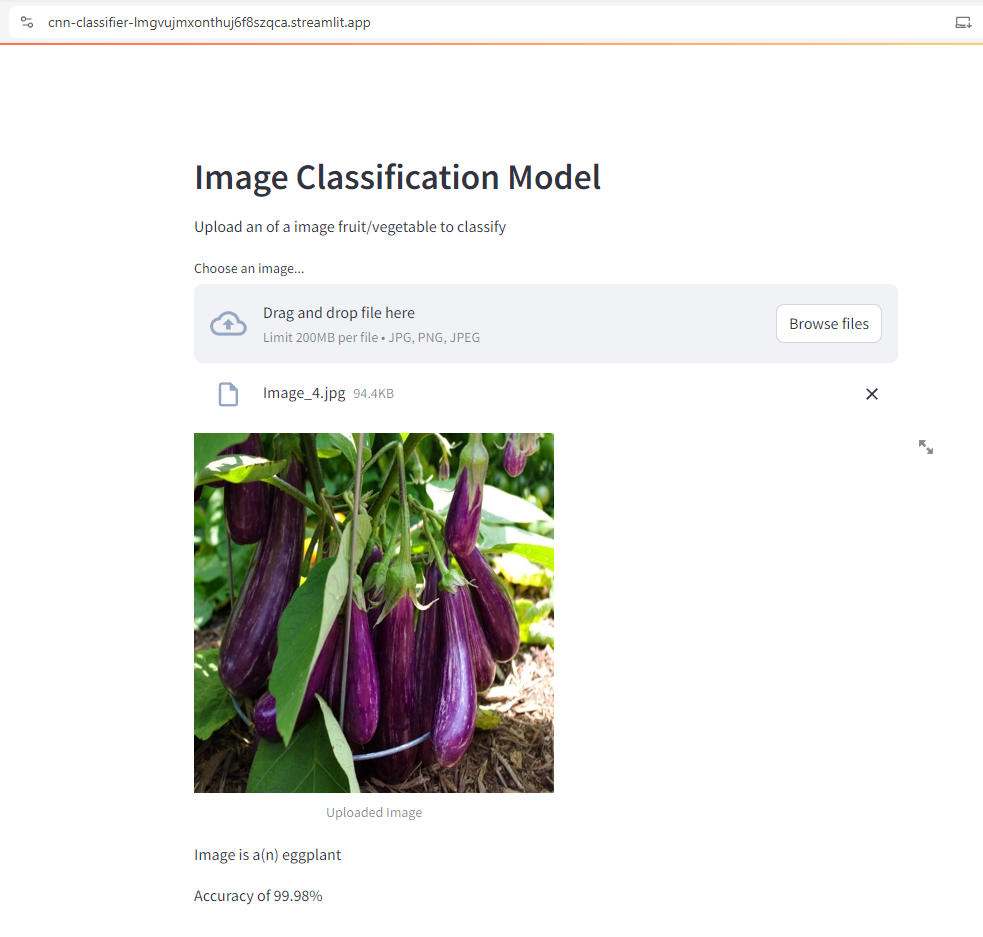 cnn-classifier-lmgvujmxonthuj6f8szqca.streamlit.app
Image Classification Model
Upload an of a image fruit/vegetable to classify
Choose an image...
Drag and drop file here
Limit 200MB per file • JPG, PNG, JPEG
Browse files
Image_4.jpg 94.4KB
Uploaded Image
Image is a(n) eggplant
Accuracy of 99.98%